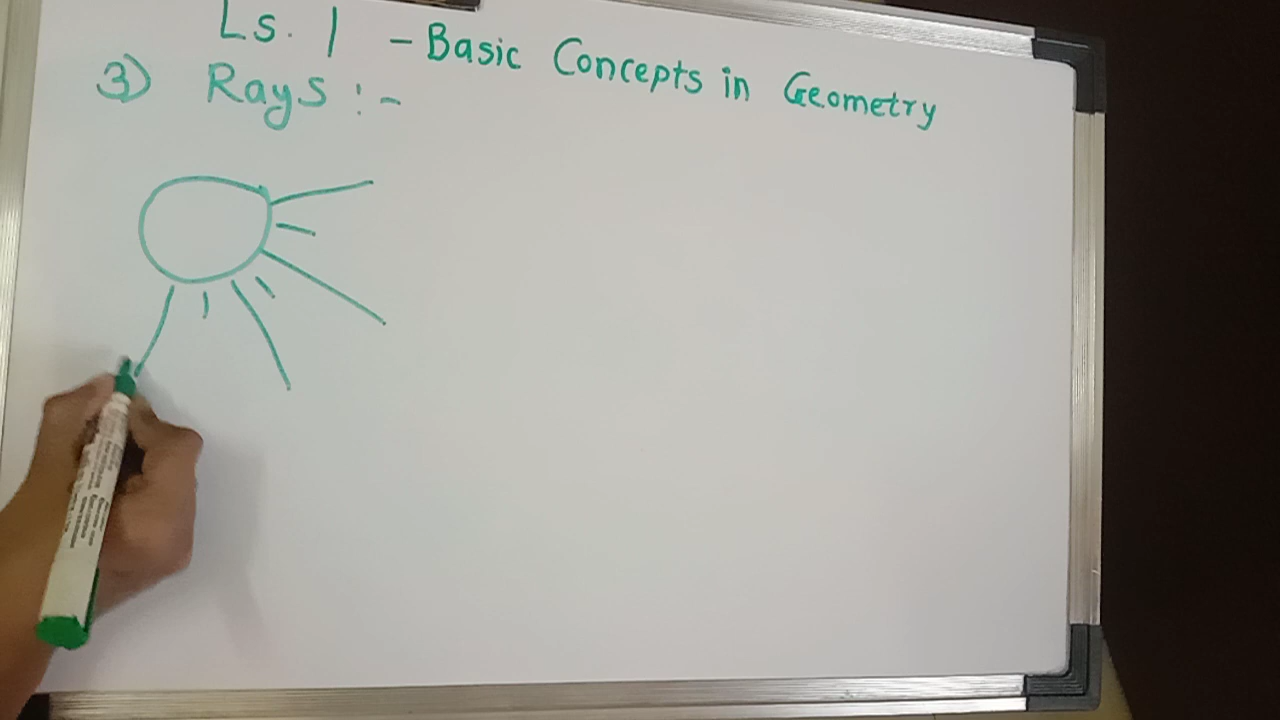 Ls. 1 - Basic Concepts in Geometry
3) Rays :-